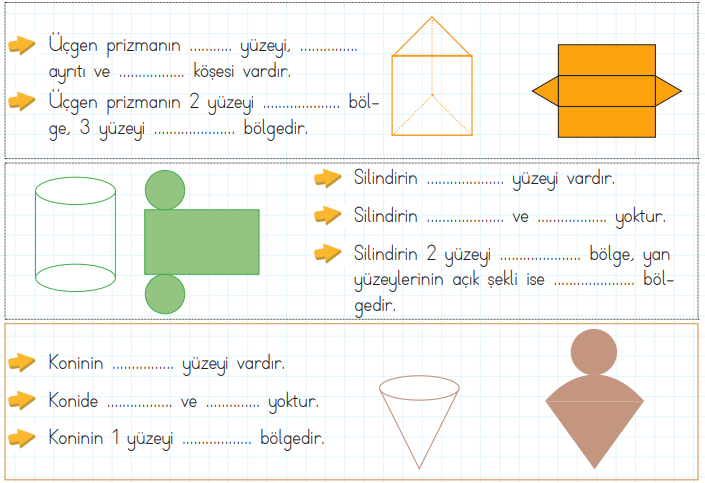 Üçgen prizmanın ........... yüzeyi, ...............
ayrıtı ve ................. köşesi vardır.
Üçgen prizmanın 2 yüzeyi .................... böl-
ge, 3 yüzeyi ..................... bölgedir.
Silindirin .................... yüzeyi vardır.
Silindirin .................... ve .................. yoktur.
Silindirin 2 yüzeyi ..................... bölge, yan
yüzeylerinin açık şekli ise ..................... böl-
gedir.
Koninin ................ yüzeyi vardır.
Konide ................. ve .............. yoktur.
Koninin 1 yüzeyi .................. bölgedir.